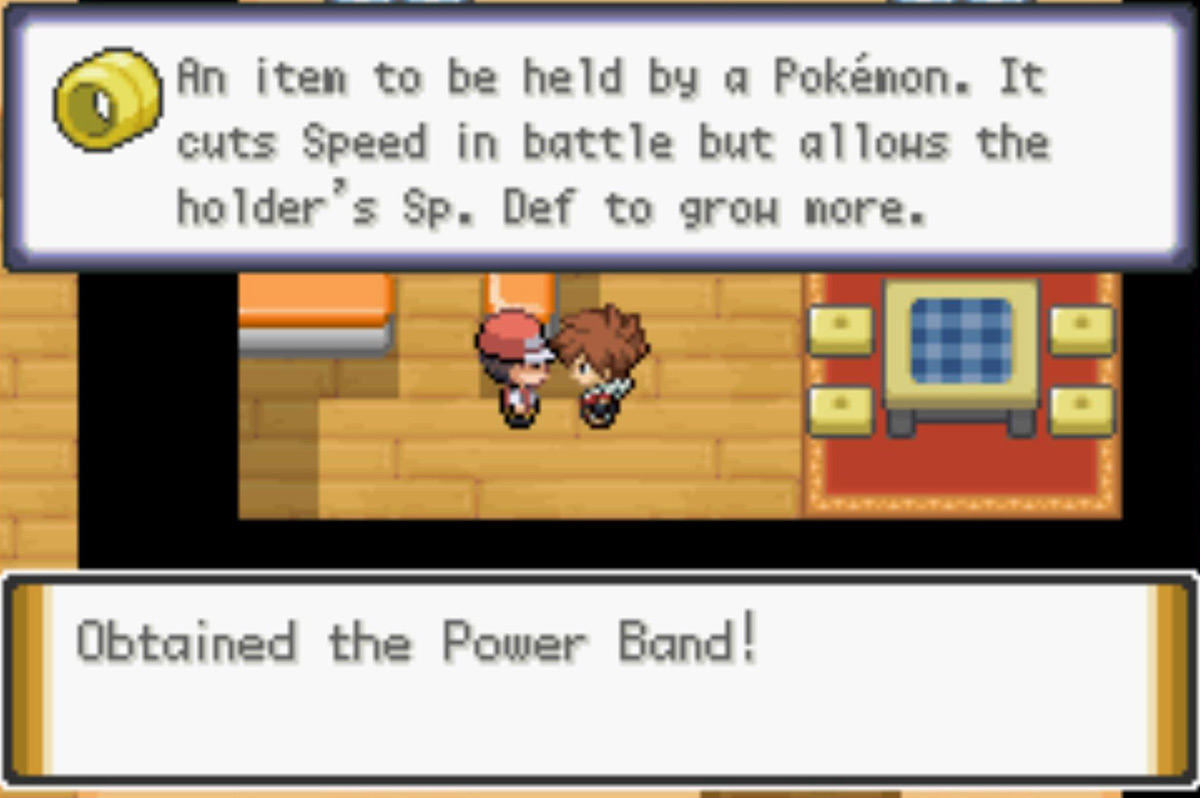 An item to be held by a Pokémon. It
cuts Speed in battle but allows the
holder's Sp. Def to grow more.
Obtained the Power Band!